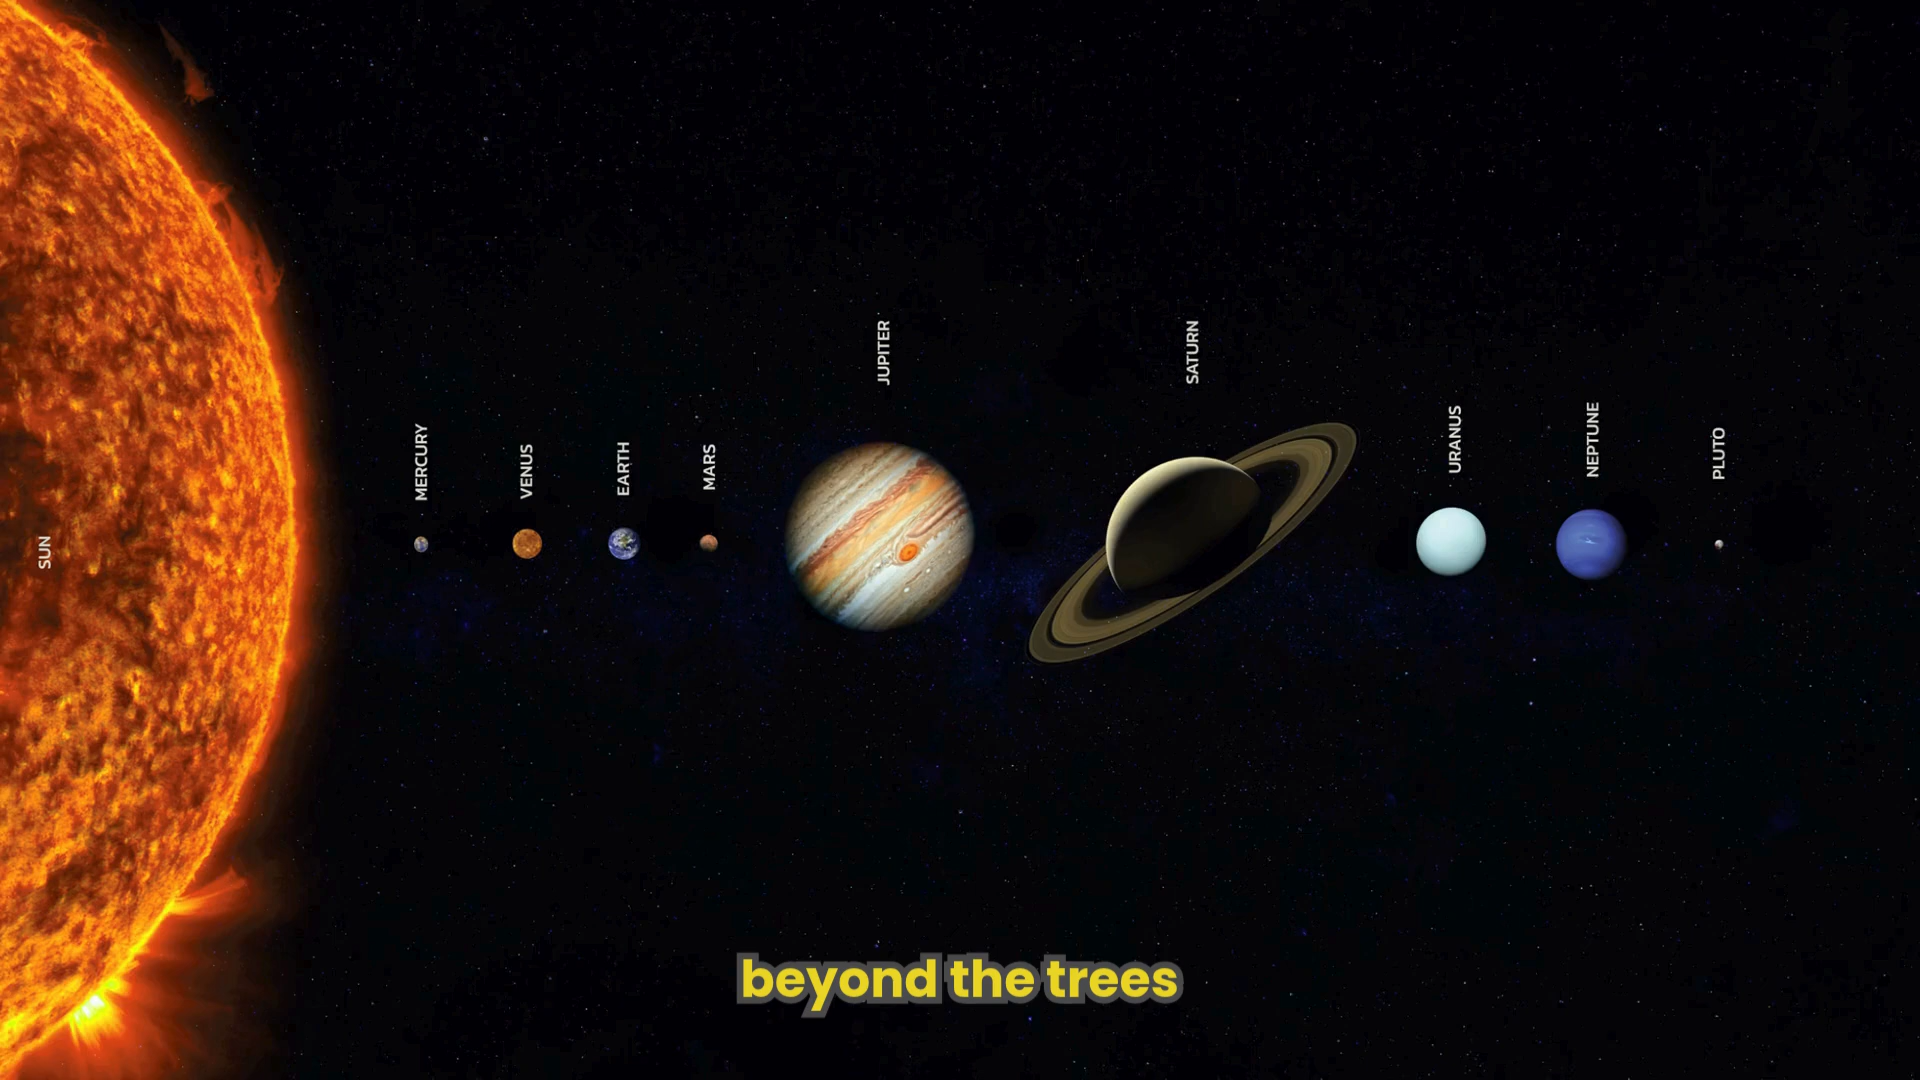 SUN
MERCURY
VENUS
EARTH
MARS
JUPITER
SATURN
URANUS
NEPTUNE
PLUTO
beyond the trees